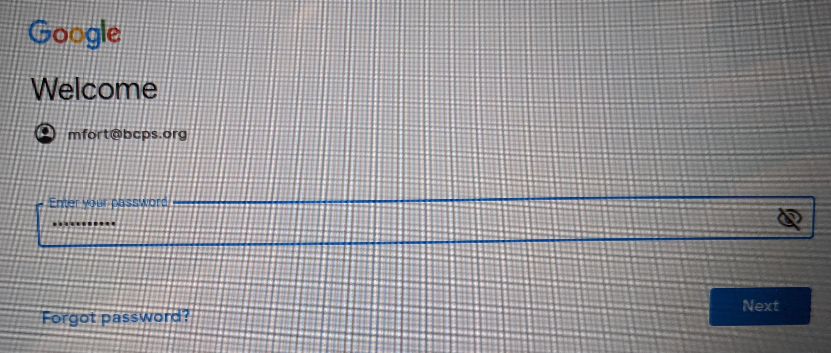 Google
Welcome
mfort@bcps.org
Enter your password
•••••••••••
Forgot password?
Next